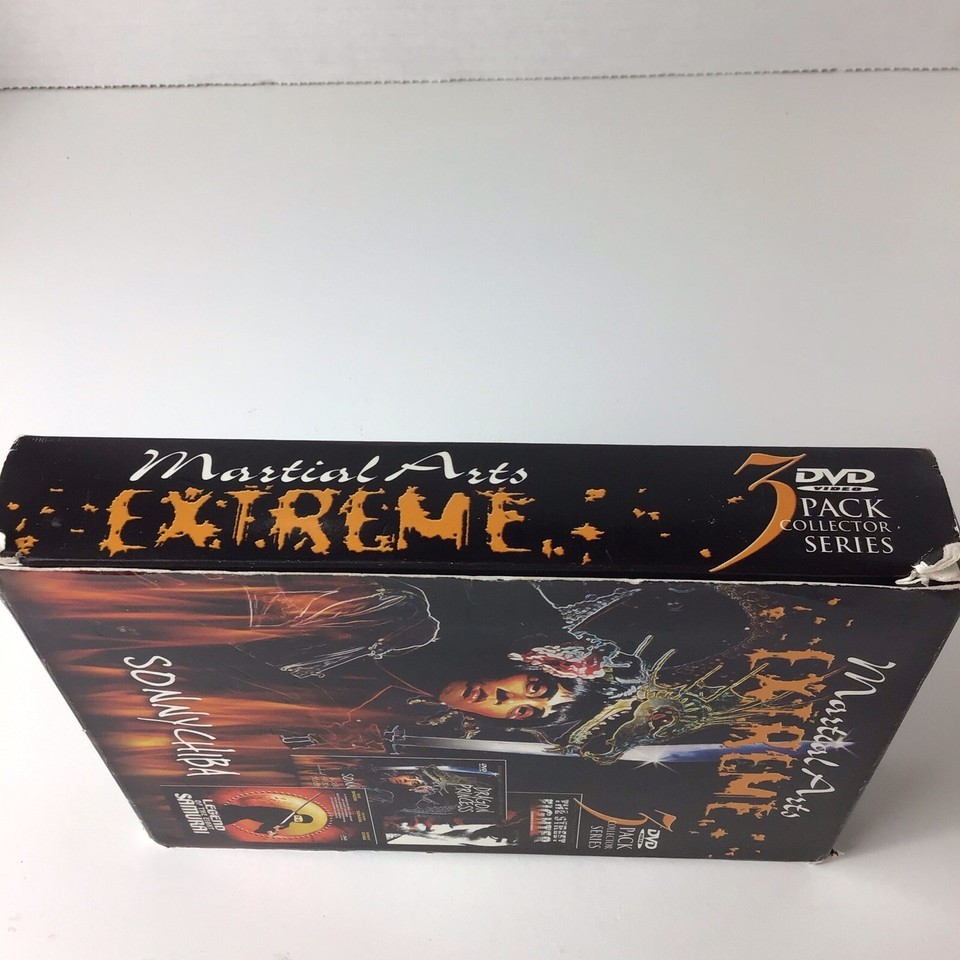 Martial Arts
EXTREME
3
DVD
VIDEO
PACK
COLLECTOR
SERIES
Martial Arts
EXTREME
SONNY CHIBA
3
DVD
PACK
COLLECTOR
SERIES
THE STREET
FIGHTER
DRAGON
PRINCESS
LEGEND
OF THE
SAMURAI